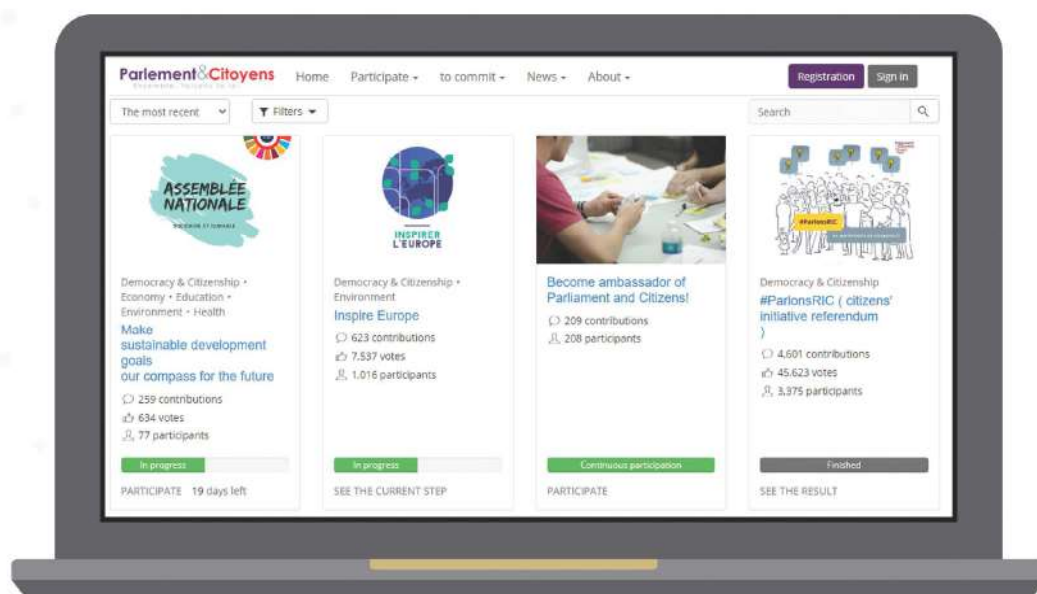 Parlement&Citoyens
Home Participate to commit News About
Registration Sign in
The most recent Filters Search
ASSEMBLÉE
NATIONALE
Democracy & Citizenship •
Economy • Education •
Environment • Health
Make
sustainable development
goals
our compass for the future
259 contributions
634 votes
77 participants
In progress
PARTICIPATE 19 days left
INSPIRER
L'EUROPE
Democracy & Citizenship •
Environment
Inspire Europe
623 contributions
7,537 votes
1,016 participants
In progress
SEE THE CURRENT STEP
Become ambassador of
Parliament and Citizens!
209 contributions
208 participants
Continuous participation
PARTICIPATE
#ParlonsRIC
Democracy & Citizenship
#ParlonsRIC ( citizens'
initiative referendum
)
4,601 contributions
45,623 votes
3,375 participants
Finished
SEE THE RESULT